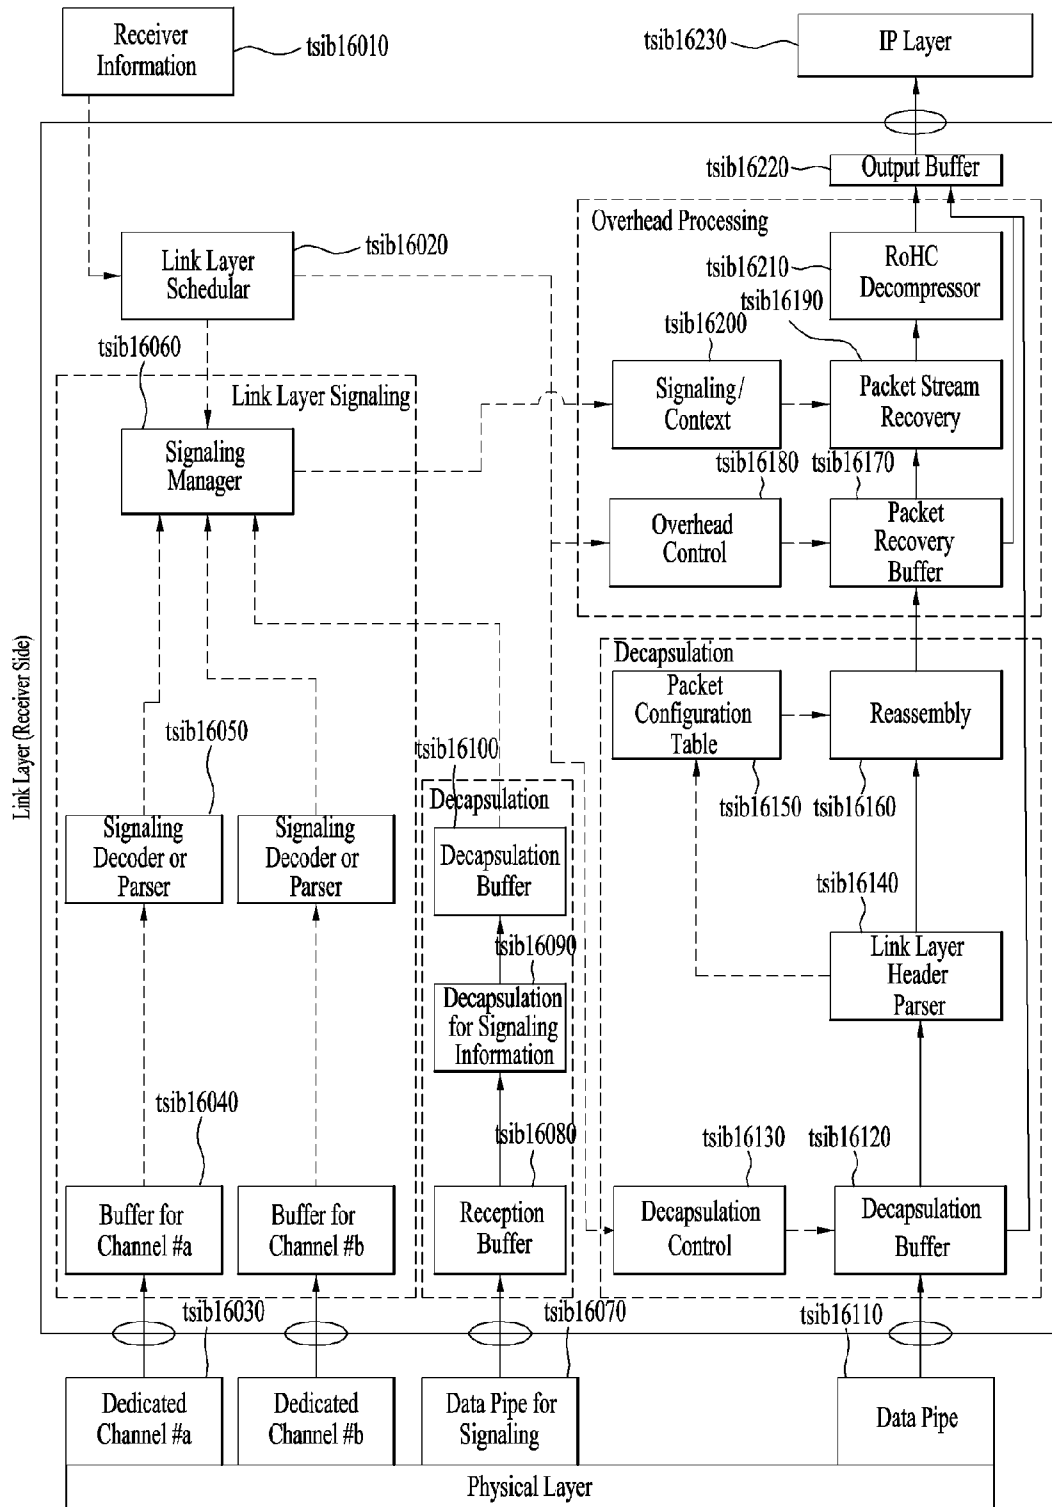 Receiver
Information
tsib16010
tsib16230
IP Layer
tsib16220
Output Buffer
Overhead Processing
Link Layer
Schedular
tsib16020
tsib16210
RoHC
Decompressor
tsib16190
tsib16200
tsib16060
Link Layer Signaling
Signaling
Manager
Signaling /
Context
Packet Stream
Recovery
tsib16180
tsib16170
Overhead
Control
Packet
Recovery
Buffer
Link Layer (Receiver Side)
Decapsulation
Packet
Configuration
Table
Reassembly
tsib16150
tsib16160
tsib16050
tsib16100
Decapsulation
Signaling
Decoder or
Parser
Signaling
Decoder or
Parser
Decapsulation
Buffer
tsib16140
Link Layer
Header
Parser
tsib16090
Decapsulation
for Signaling
Information
tsib16040
tsib16080
tsib16130
tsib16120
Buffer for
Channel #a
Buffer for
Channel #b
Reception
Buffer
Decapsulation
Control
Decapsulation
Buffer
tsib16030
tsib16070
tsib16110
Dedicated
Channel #a
Dedicated
Channel #b
Data Pipe for
Signaling
Data Pipe
Physical Layer